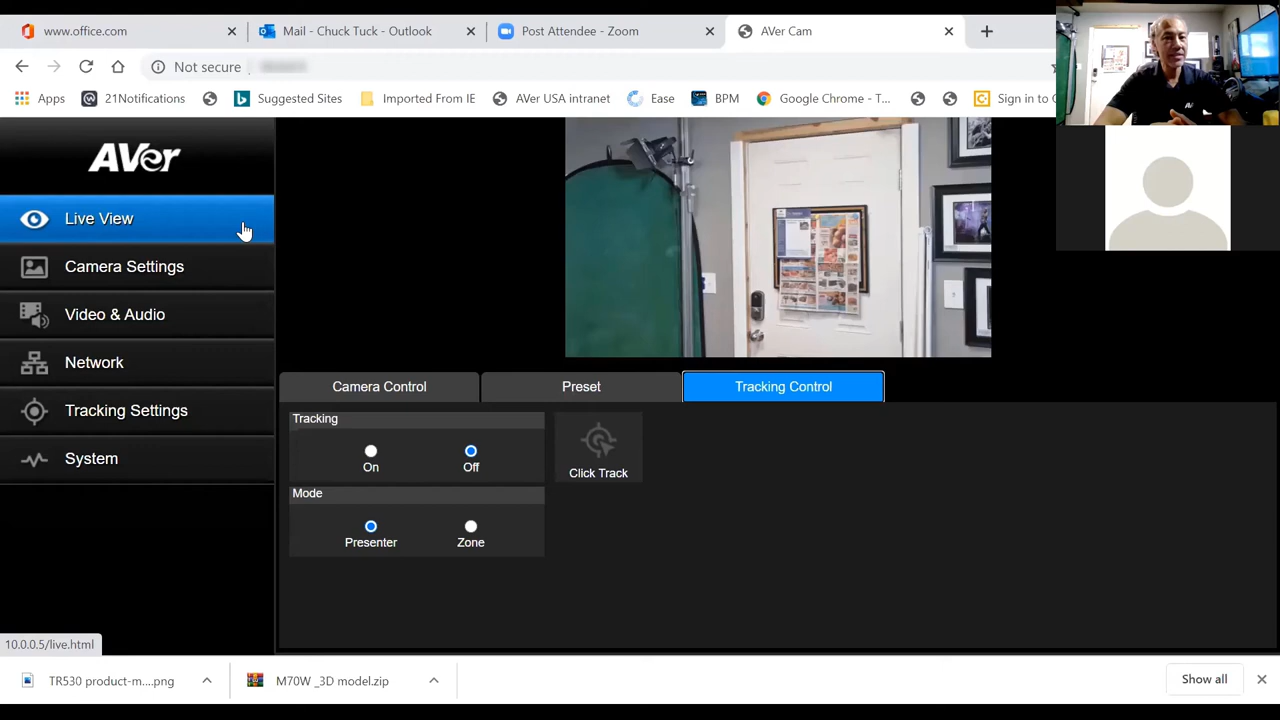 www.office.com
Mail - Chuck Jack - Outlook
Post Attendee - Zoom
AVer Cam
Not secure
Apps
21Notifications
Suggested Sites
Imported From IE
AVer USA intranet
Ease
BPM
Google Chrome - T...
Sign in to C
AVer
Live View
Camera Settings
Video & Audio
Network
Tracking Settings
System
Camera Control
Preset
Tracking Control
Tracking
On
Off
Click Track
Mode
Presenter
Zone
10.0.0.5/live.html
TR530 product-m....png
M70W _3D model.zip
Show all